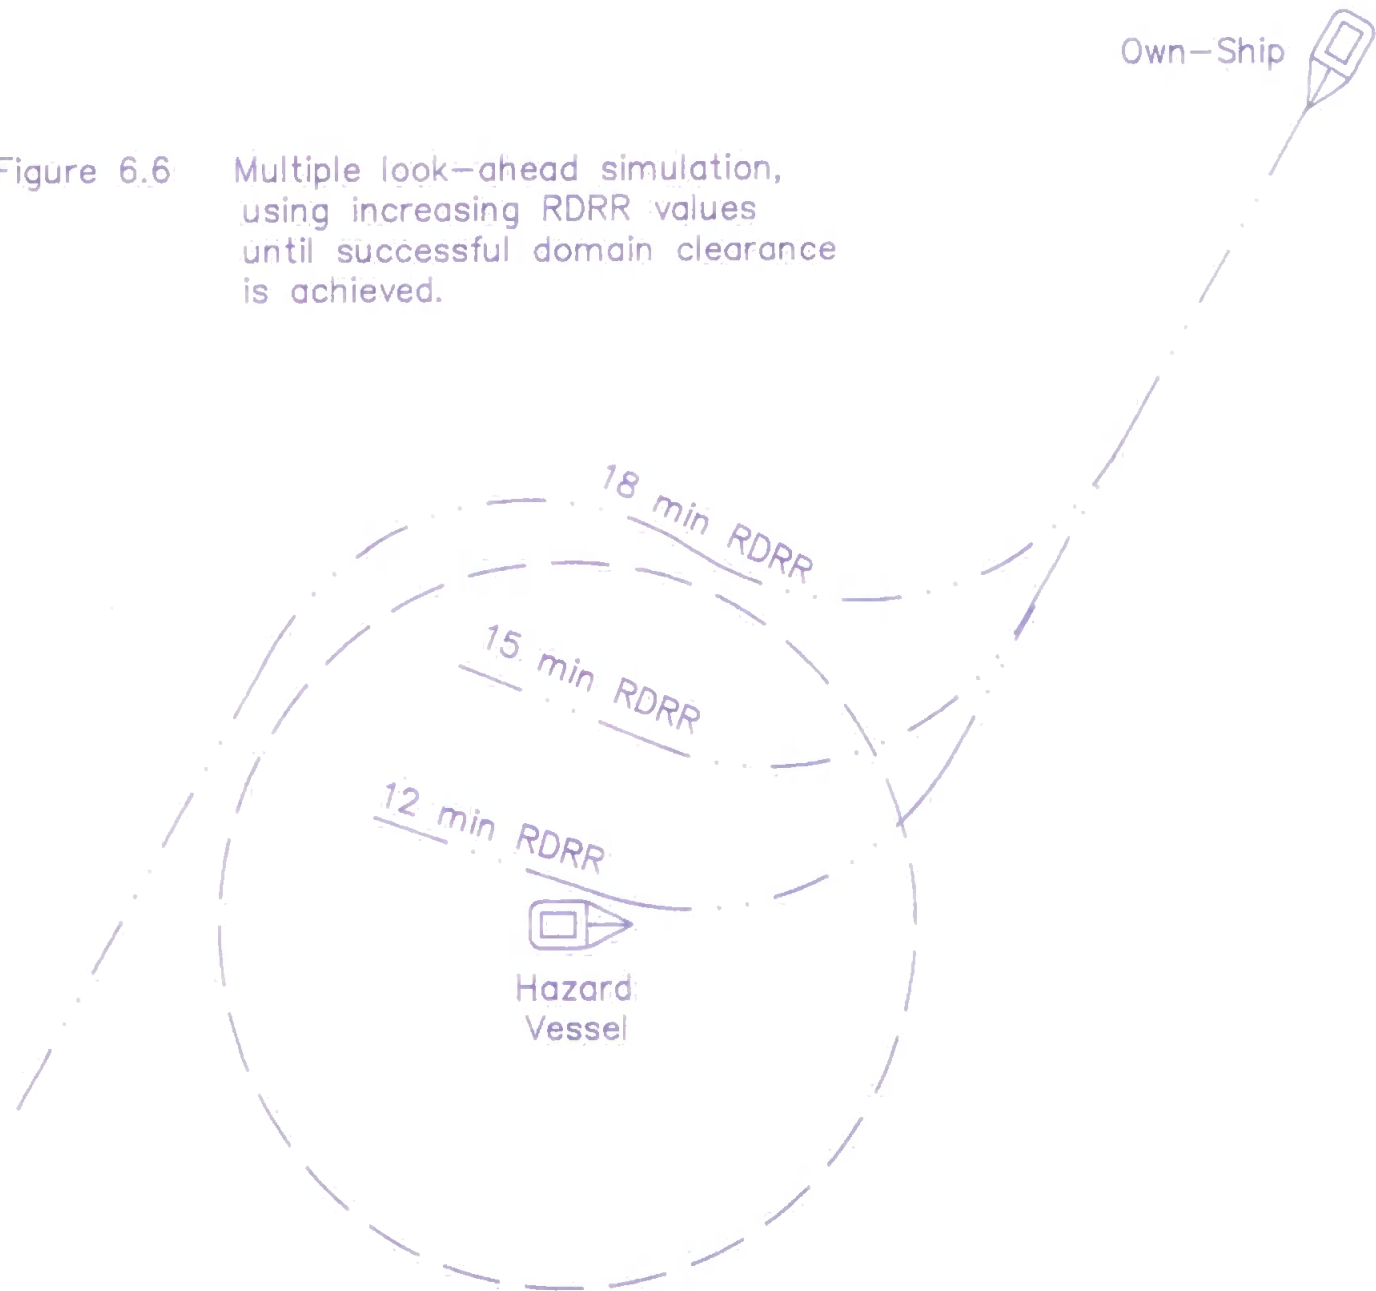 Own-Ship
Figure 6.6 Multiple look-ahead simulation,
using increasing RDRR values
until successful domain clearance
is achieved.
18 min RDRR
15 min RDRR
12 min RDRR
Hazard
Vessel